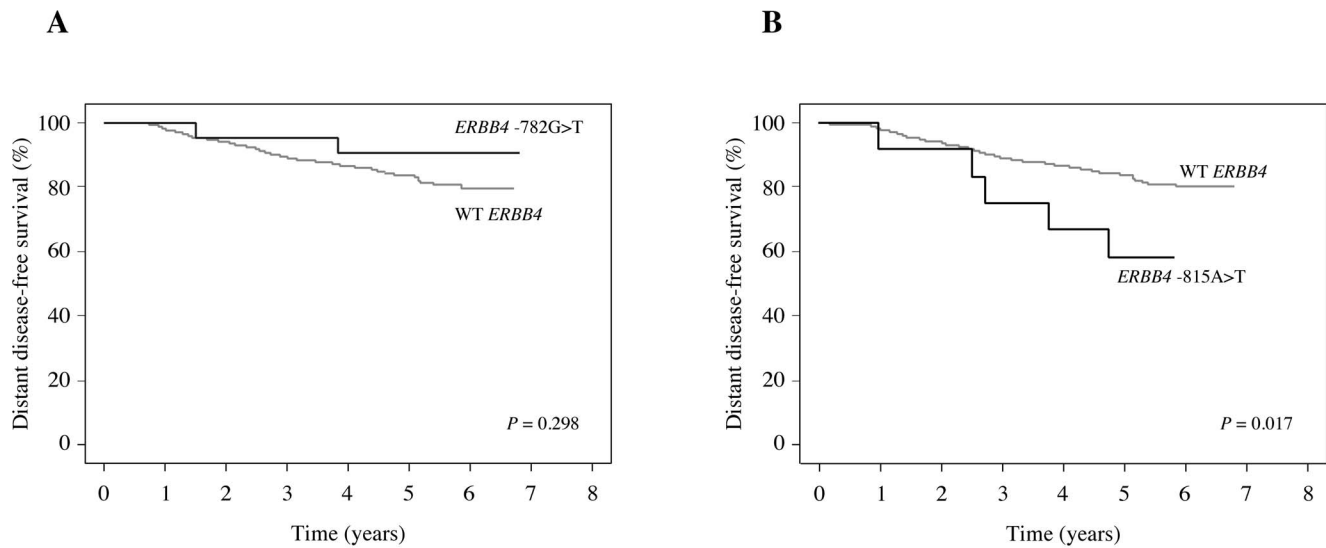 A
Distant disease-free survival (%)
100
80
60
40
20
0
ERBB4 -782G>T
WT ERBB4
P = 0.298
0 1 2 3 4 5 6 7 8
Time (years)
B
Distant disease-free survival (%)
100
80
60
40
20
0
WT ERBB4
ERBB4 -815A>T
P = 0.017
0 1 2 3 4 5 6 7 8
Time (years)